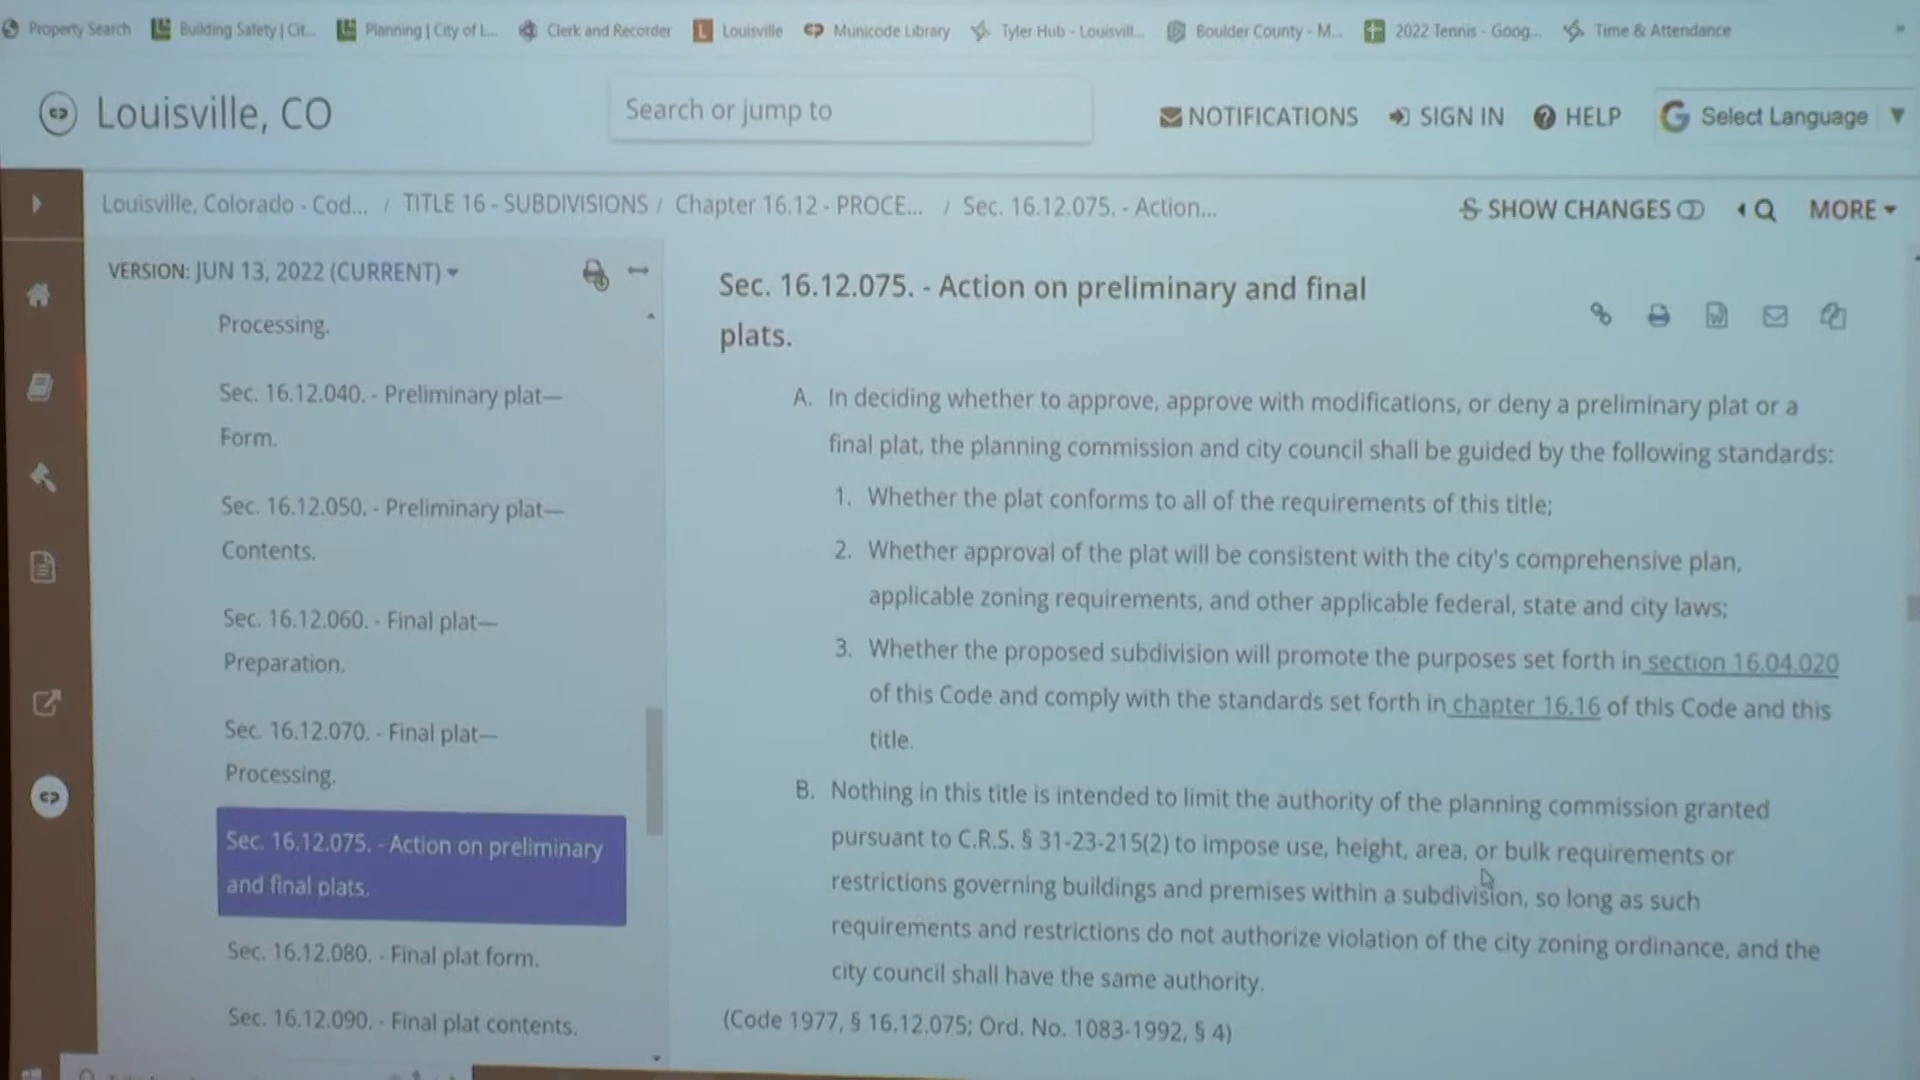 Property Search
Building Safety | Cit...
Planning | City of L...
Clerk and Recorder
L Louisville
Municode Library
Tyler Hub - Louisvill...
Boulder County - M...
2022 Tennis - Goog...
Time & Attendance
»
Louisville, CO
Search or jump to
NOTIFICATIONS
SIGN IN
HELP
Select Language
Louisville, Colorado - Cod... / TITLE 16 - SUBDIVISIONS / Chapter 16.12 - PROCE... / Sec. 16.12.075. - Action...
SHOW CHANGES
MORE
VERSION: JUN 13, 2022 (CURRENT)
Processing.
Sec. 16.12.040. - Preliminary plat—
Form.
Sec. 16.12.050. - Preliminary plat—
Contents.
Sec. 16.12.060. - Final plat—
Preparation.
Sec. 16.12.070. - Final plat—
Processing.
Sec. 16.12.075. - Action on preliminary
and final plats.
Sec. 16.12.080. - Final plat form.
Sec. 16.12.090. - Final plat contents.
Sec. 16.12.075. - Action on preliminary and final
plats.
A. In deciding whether to approve, approve with modifications, or deny a preliminary plat or a
final plat, the planning commission and city council shall be guided by the following standards:
1. Whether the plat conforms to all of the requirements of this title;
2. Whether approval of the plat will be consistent with the city's comprehensive plan,
applicable zoning requirements, and other applicable federal, state and city laws;
3. Whether the proposed subdivision will promote the purposes set forth in section 16.04.020
of this Code and comply with the standards set forth in chapter 16.16 of this Code and this
title.
B. Nothing in this title is intended to limit the authority of the planning commission granted
pursuant to C.R.S. § 31-23-215(2) to impose use, height, area, or bulk requirements or
restrictions governing buildings and premises within a subdivision, so long as such
requirements and restrictions do not authorize violation of the city zoning ordinance, and the
city council shall have the same authority.
(Code 1977, § 16.12.075; Ord. No. 1083-1992, § 4)